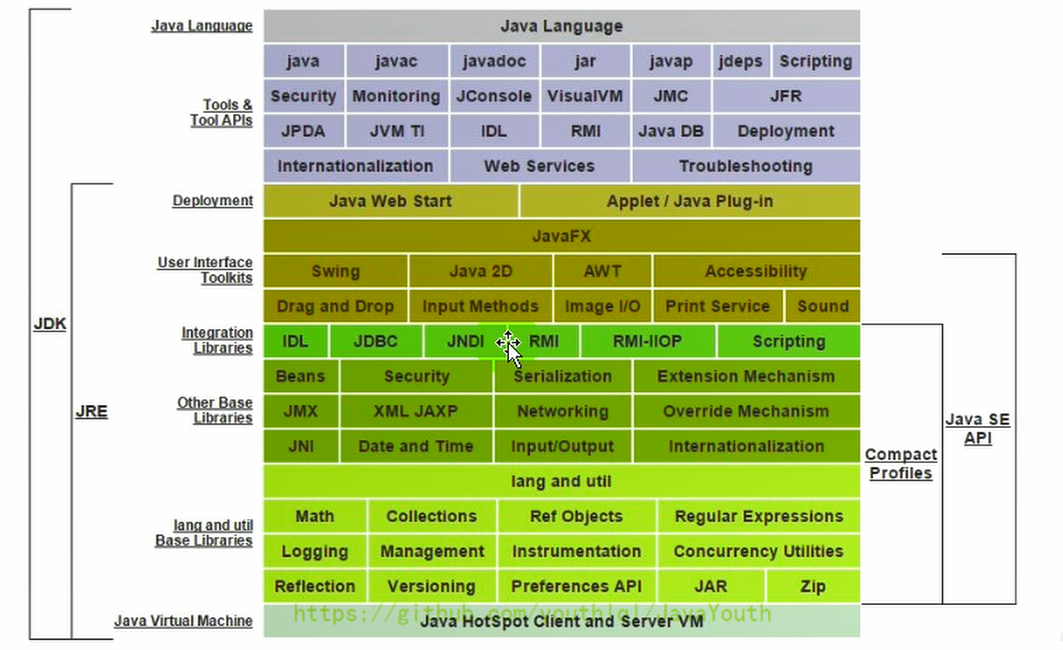 Java Language Java Language
java javac javadoc jar javap jdeps Scripting
Tools &
Tool APIs
Security Monitoring JConsole VisualVM JMC JFR
JPDA JVM TI IDL RMI Java DB Deployment
Internationalization Web Services Troubleshooting
Deployment Java Web Start Applet / Java Plug-in
JavaFX
User Interface
Toolkits
Swing Java 2D AWT Accessibility
Drag and Drop Input Methods Image I/O Print Service Sound
JDK
Integration
Libraries
IDL JDBC JNDI RMI RMI-IIOP Scripting
Beans Security Serialization Extension Mechanism
JRE
Other Base
Libraries
JMX XML JAXP Networking Override Mechanism
Java SE
API
JNI Date and Time Input/Output Internationalization
Compact
Profiles
lang and util
lang and util
Base Libraries
Math Collections Ref Objects Regular Expressions
Logging Management Instrumentation Concurrency Utilities
Reflection Versioning Preferences API JAR Zip
https://github.com/youthlql/JavaYouth
Java Virtual Machine Java HotSpot Client and Server VM